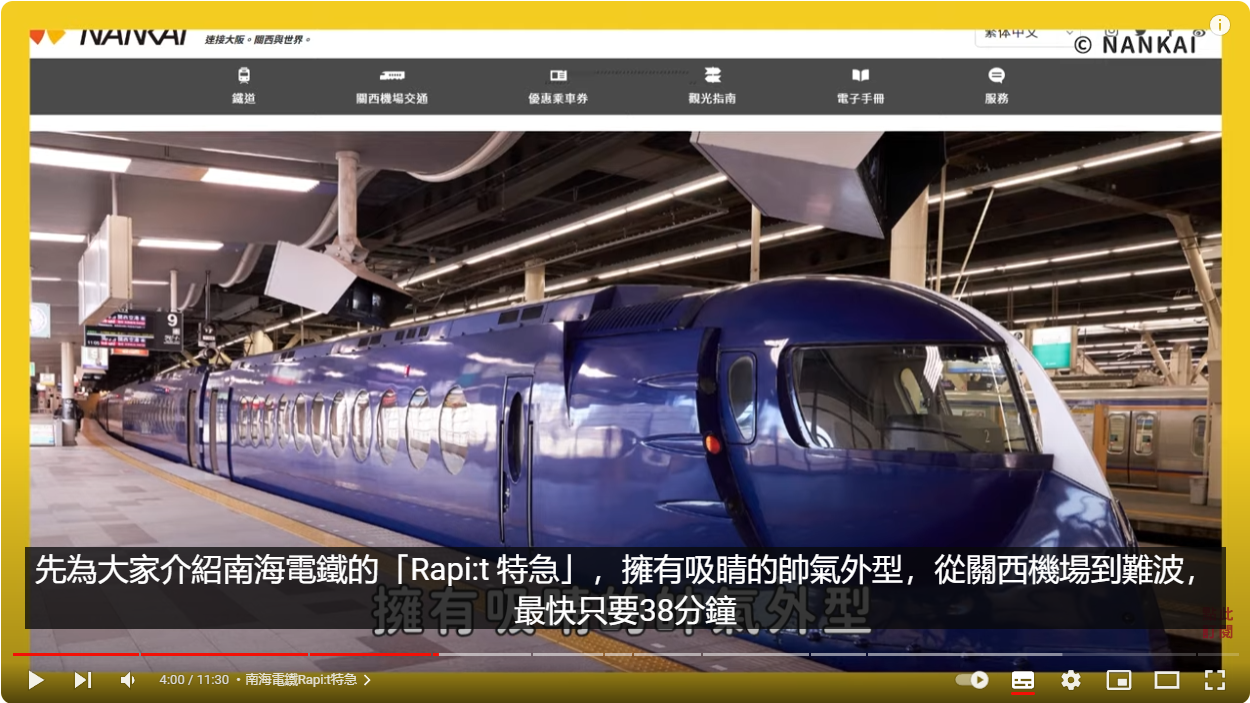 NANKAI
連接大阪。關西與世界。
繁体中文
© NANKAI
鐵道
關西機場交通
優惠乘車券
觀光指南
電子手冊
服務
9
2
先為大家介紹南海電鐵的「Rapi:t 特急」，擁有吸睛的帥氣外型，從關西機場到難波，
最快只要38分鐘
擁有吸睛的帥氣外型
4:00 / 11:30 • 南海電鐵Rapi:t特急